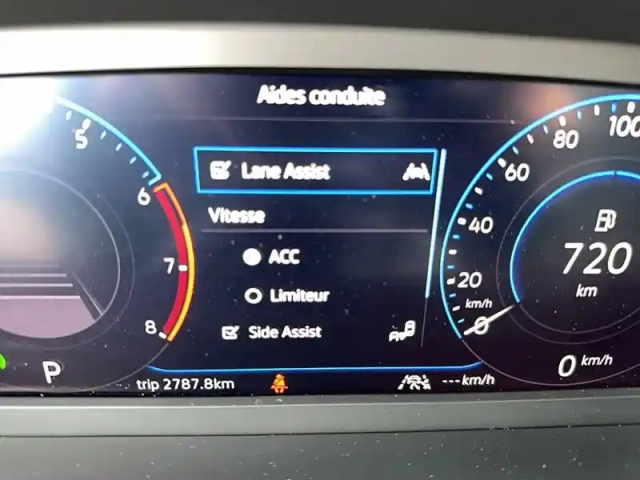 Aides conduite
Lane Assist
Vitesse
ACC
Limiteur
Side Assist
5
6
7
8
P
trip 2787.8km
--- km/h
0
20
40
60
80
100
km/h
720
km
0 km/h